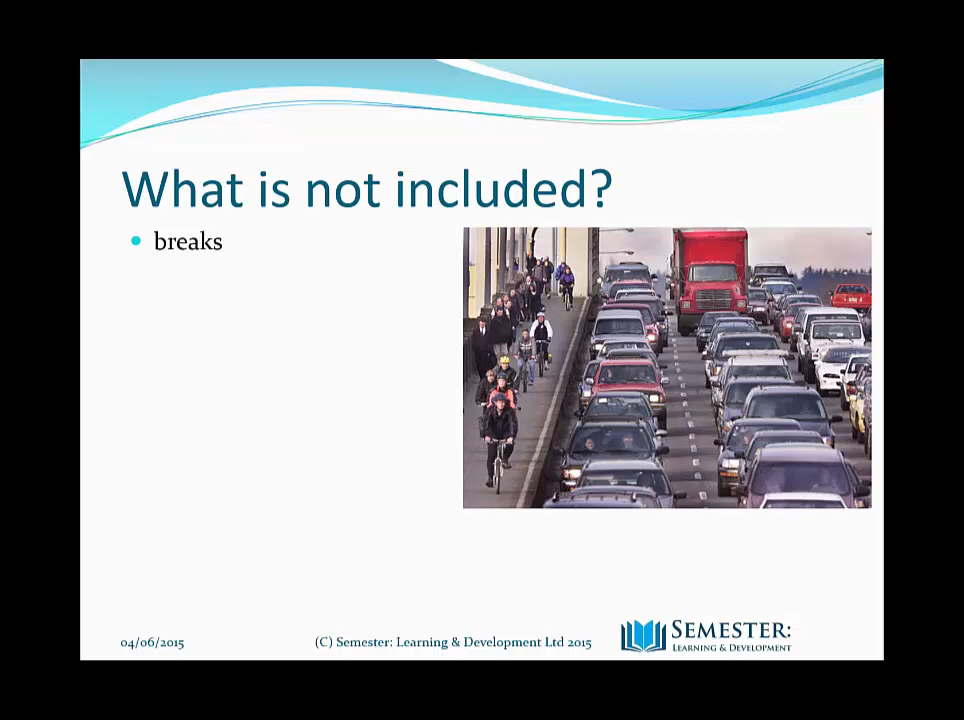 What is not included?
breaks
04/06/2015
(C) Semester: Learning & Development Ltd 2015
SEMESTER:
LEARNING & DEVELOPMENT